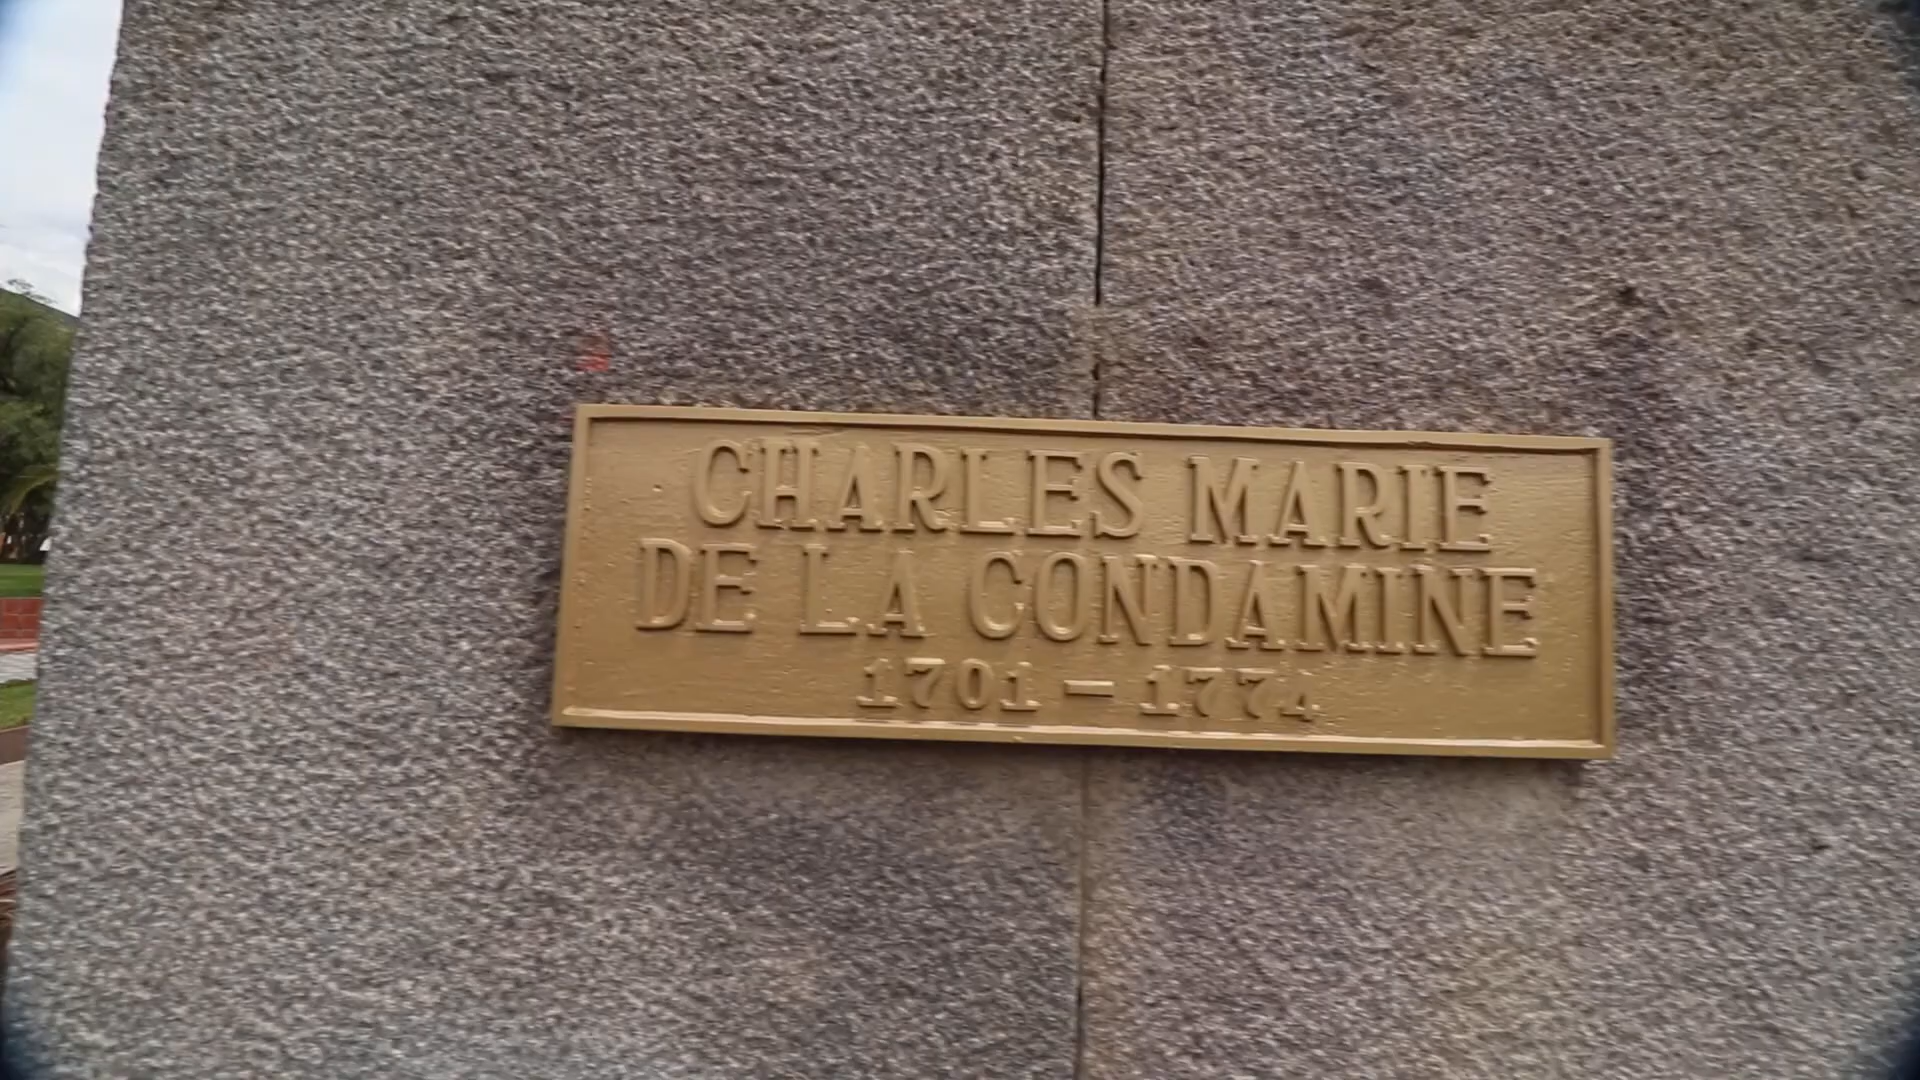 CHARLES MARIE
DE LA CONDAMINE
1701 – 1774